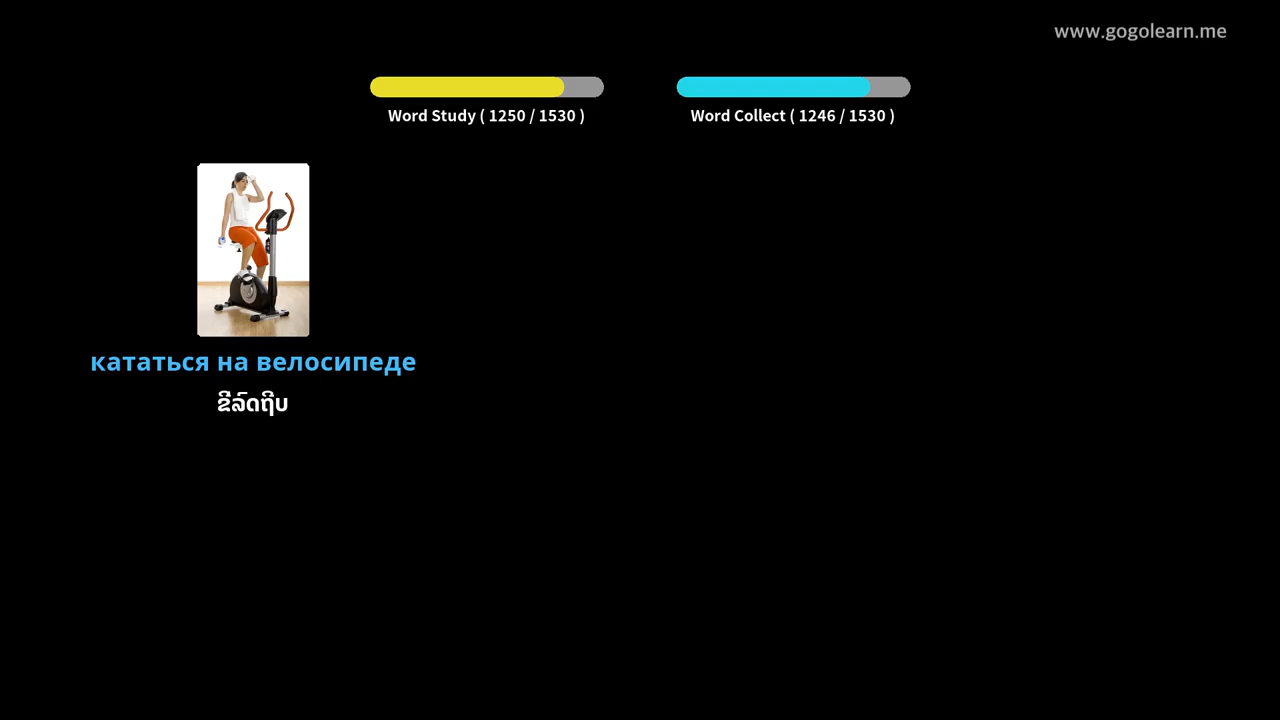 www.gogolearn.me
Word Study ( 1250 / 1530 )
Word Collect ( 1246 / 1530 )
кататься на велосипеде
ຂີ່ລົດຖີບ